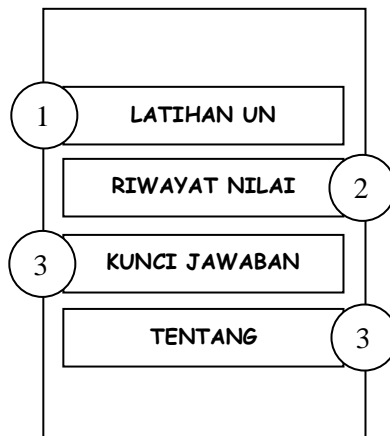 1 LATIHAN UN
RIWAYAT NILAI 2
3 KUNCI JAWABAN
TENTANG 3